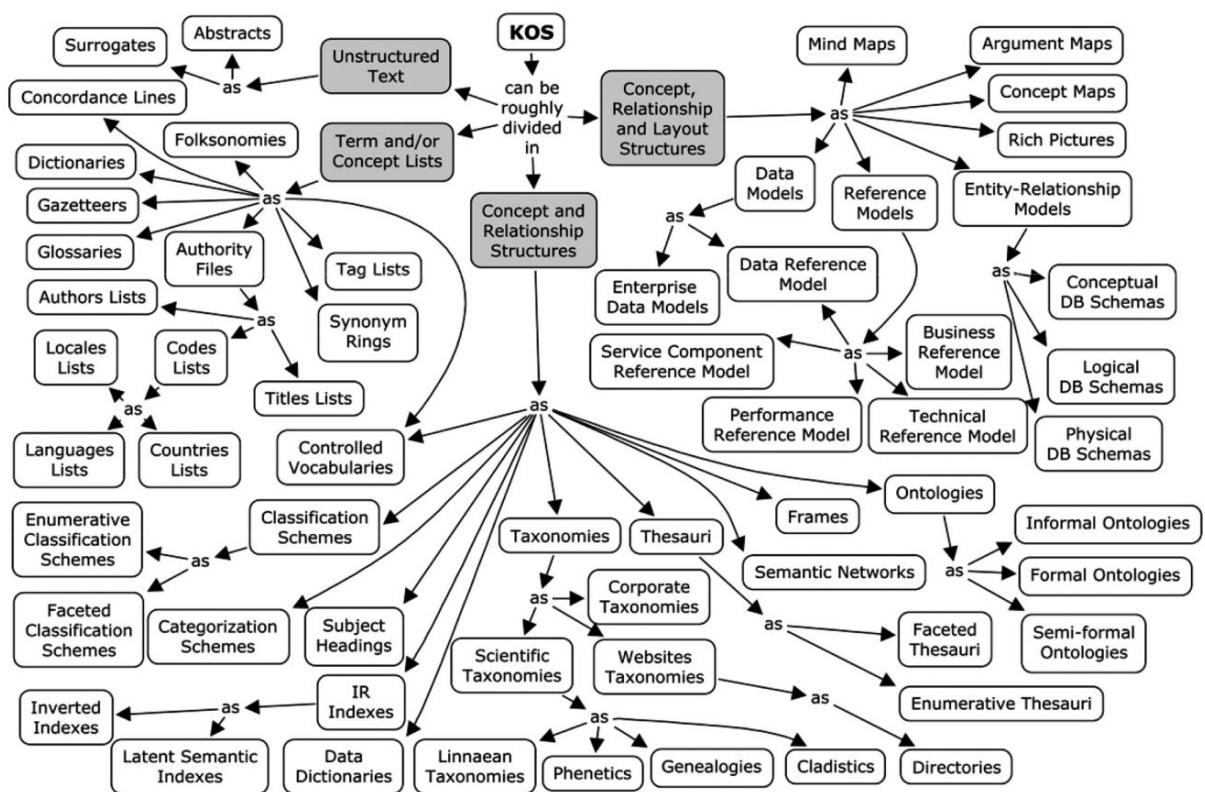 KOS
can be
roughly
divided
in
Unstructured
Text
as
Surrogates
Abstracts
Term and/or
Concept Lists
as
Concordance Lines
Folksonomies
Dictionaries
Gazetteers
Glossaries
Authority
Files
Tag Lists
Synonym
Rings
as
Authors Lists
Codes
Lists
Titles Lists
as
Locales
Lists
Languages
Lists
Countries
Lists
Controlled
Vocabularies
Concept and
Relationship
Structures
as
Classification
Schemes
as
Enumerative
Classification
Schemes
Faceted
Classification
Schemes
Categorization
Schemes
Subject
Headings
IR
Indexes
as
Inverted
Indexes
Latent Semantic
Indexes
Data
Dictionaries
Taxonomies
as
Corporate
Taxonomies
Scientific
Taxonomies
Websites
Taxonomies
as
Linnaean
Taxonomies
Phenetics
Genealogies
Cladistics
as
Directories
Thesauri
as
Faceted
Thesauri
Enumerative Thesauri
Semantic Networks
Frames
Ontologies
as
Informal Ontologies
Formal Ontologies
Semi-formal
Ontologies
Concept,
Relationship
and Layout
Structures
as
Mind Maps
Argument Maps
Concept Maps
Rich Pictures
Data
Models
as
Enterprise
Data Models
Data Reference
Model
Reference
Models
as
Service Component
Reference Model
Performance
Reference Model
Technical
Reference Model
Business
Reference
Model
Entity-Relationship
Models
as
Conceptual
DB Schemas
Logical
DB Schemas
Physical
DB Schemas